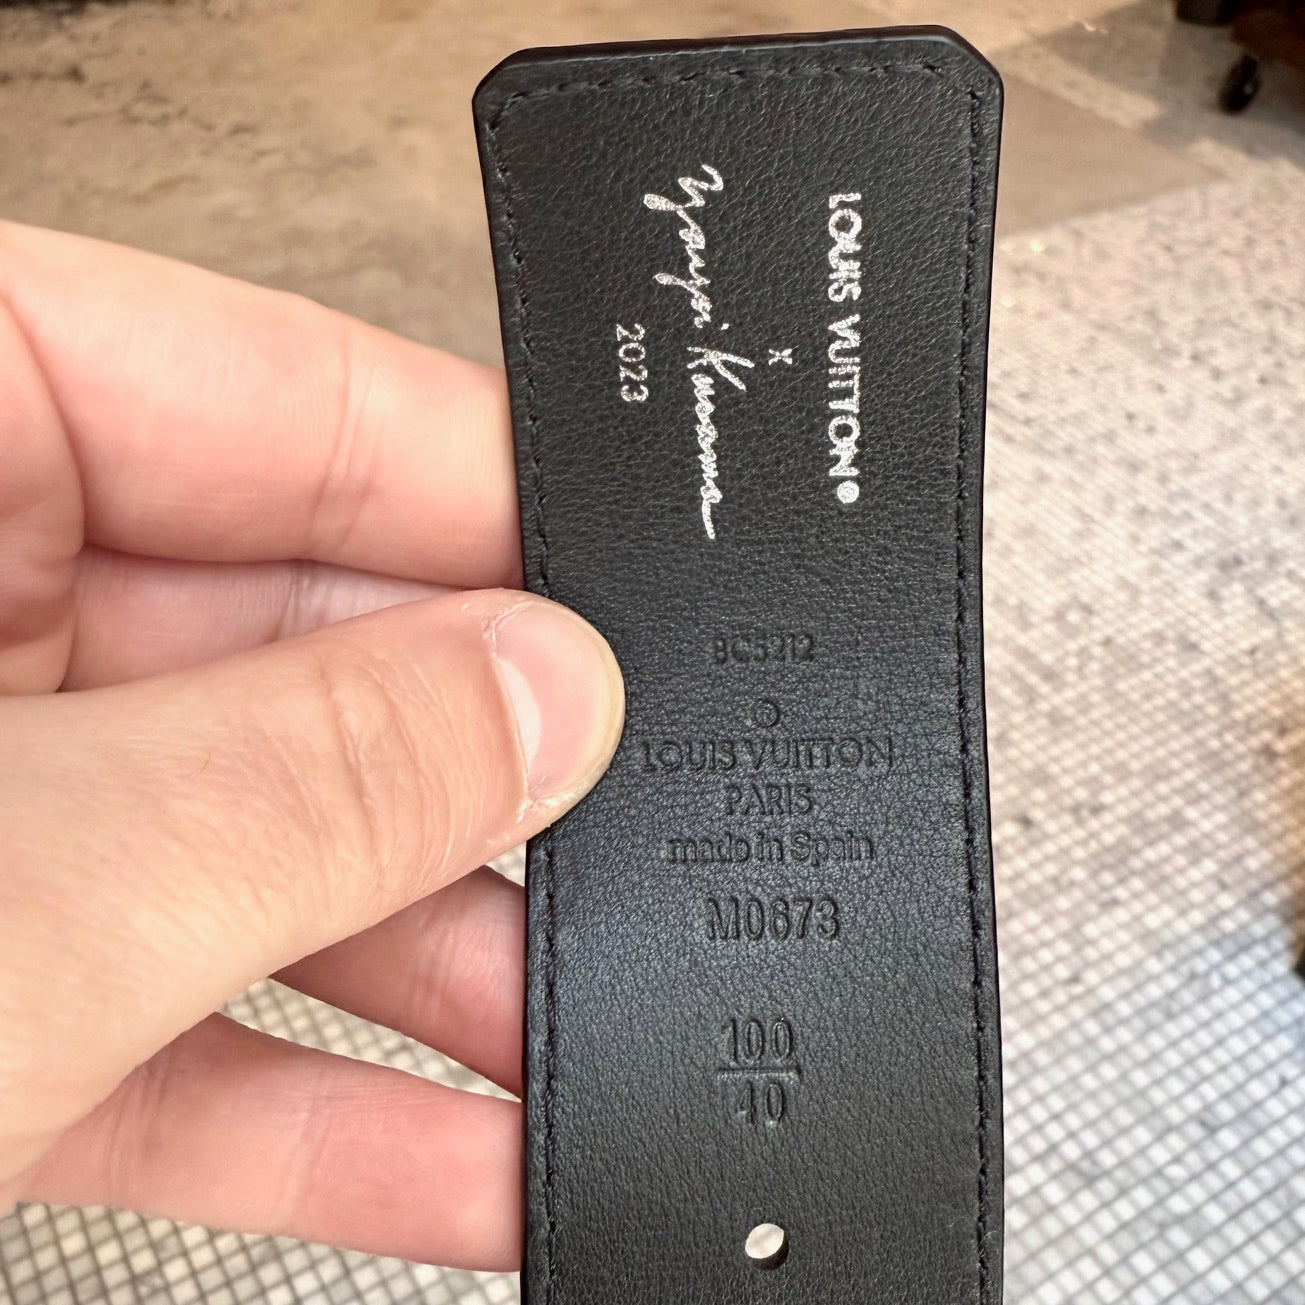 LOUIS VUITTON®
x
Yayoi Kusama
2023
BC5212
LOUIS VUITTON
PARIS
made in Spain
M0673
100
40